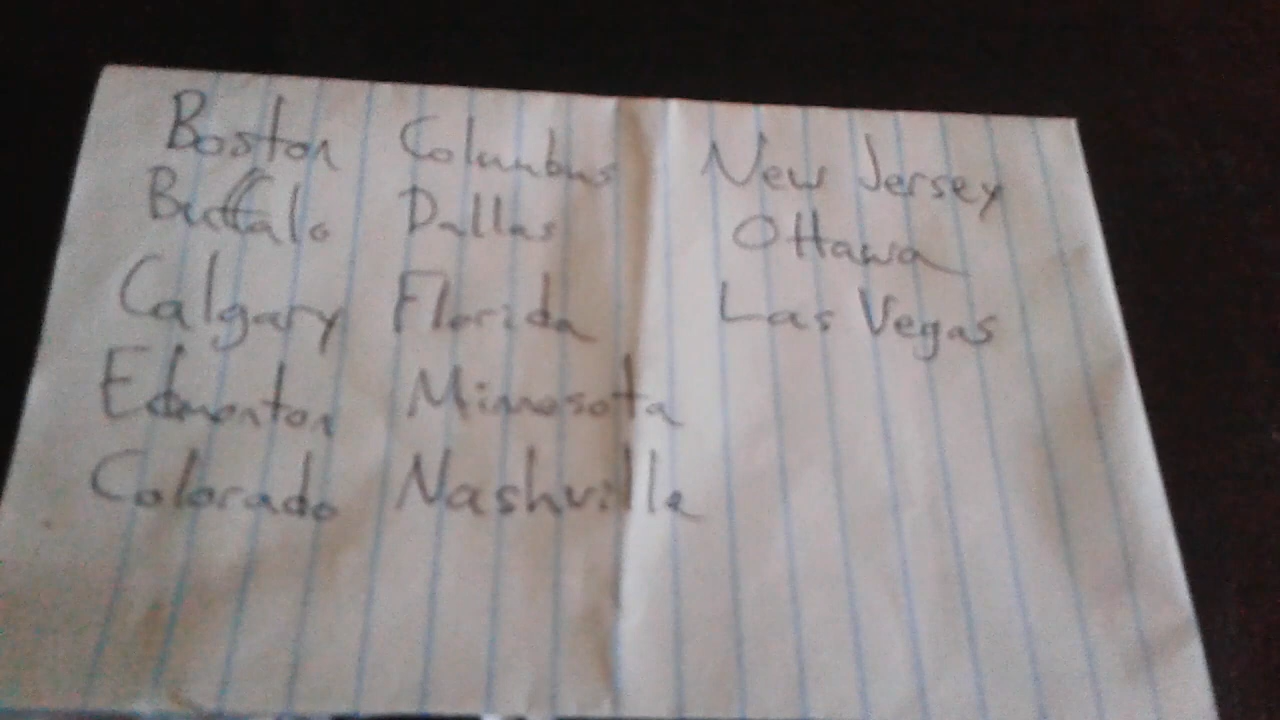 Boston Columbus New Jersey
Buffalo Dallas Ottawa
Calgary Florida Las Vegas
Edmonton Minnesota
Colorado Nashville